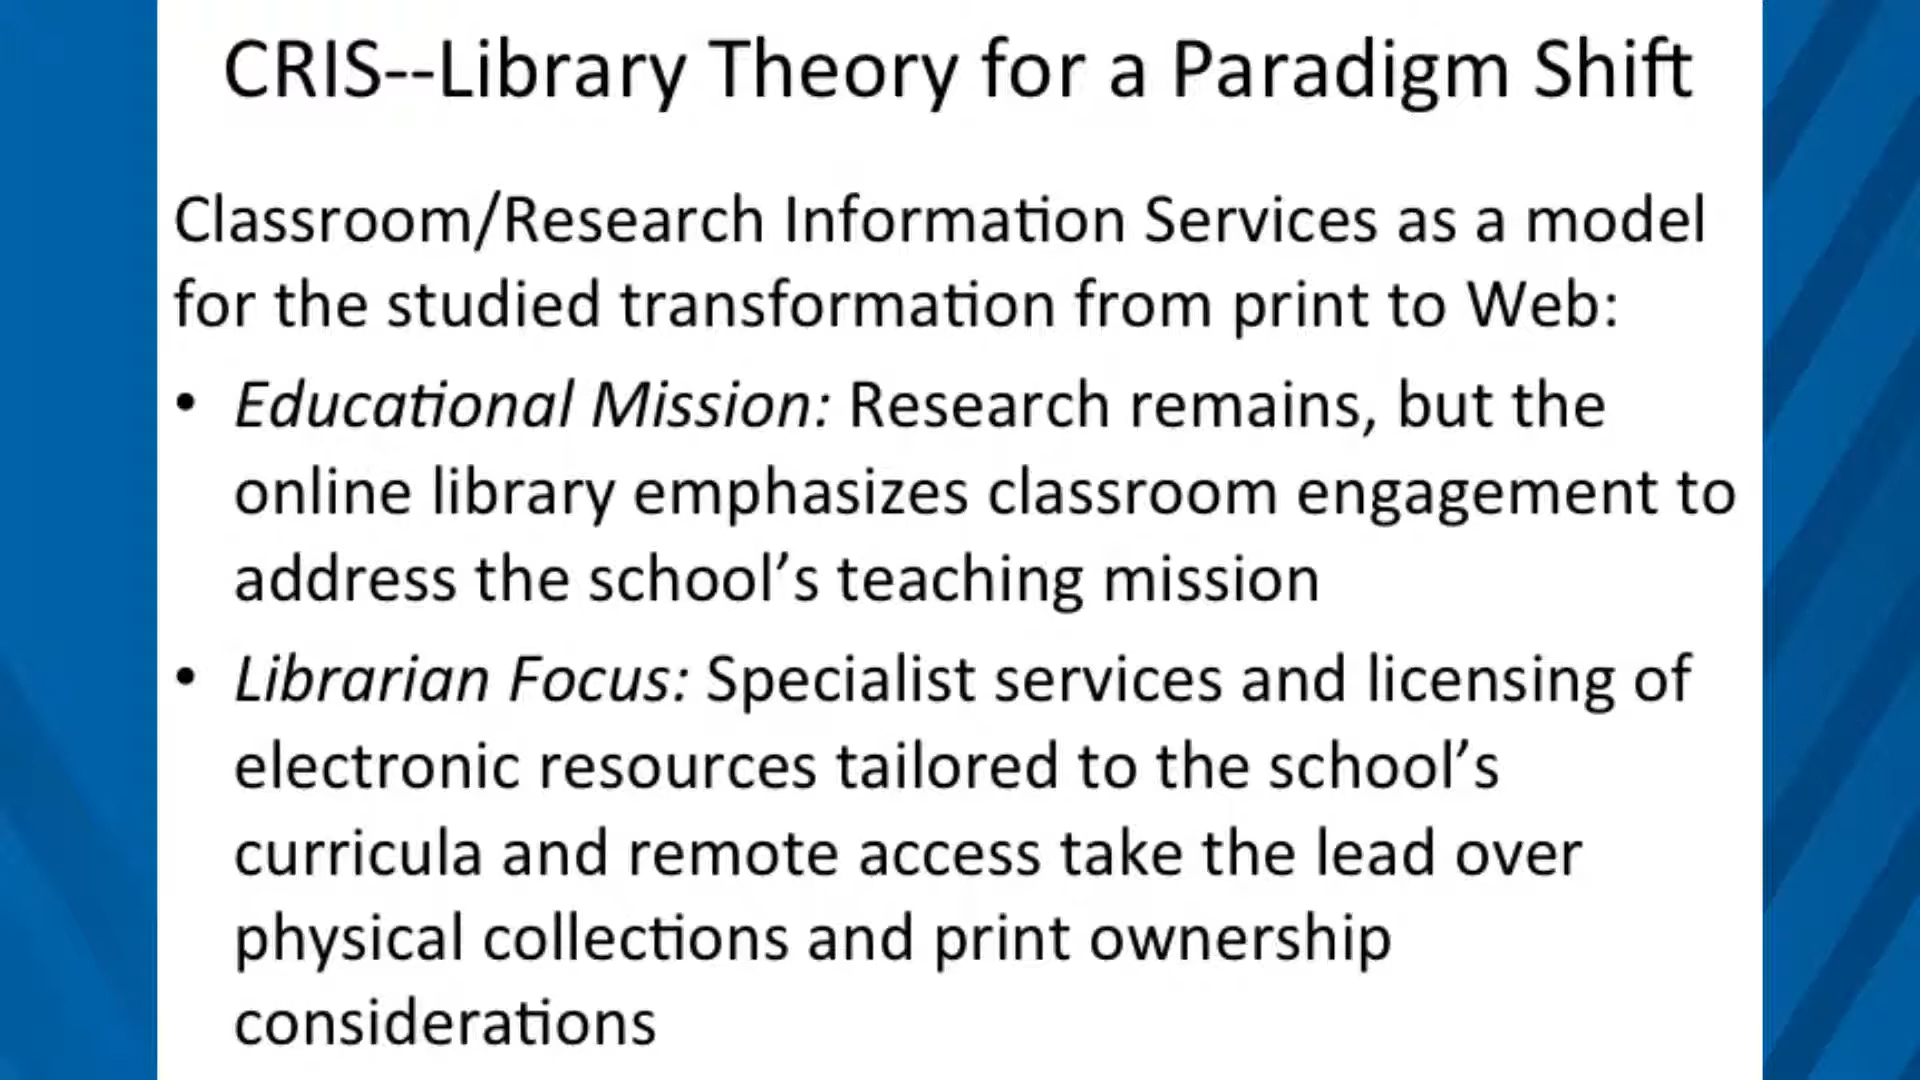 CRIS--Library Theory for a Paradigm Shift
Classroom/Research Information Services as a model
for the studied transformation from print to Web:
• Educational Mission: Research remains, but the
online library emphasizes classroom engagement to
address the school’s teaching mission
• Librarian Focus: Specialist services and licensing of
electronic resources tailored to the school’s
curricula and remote access take the lead over
physical collections and print ownership
considerations